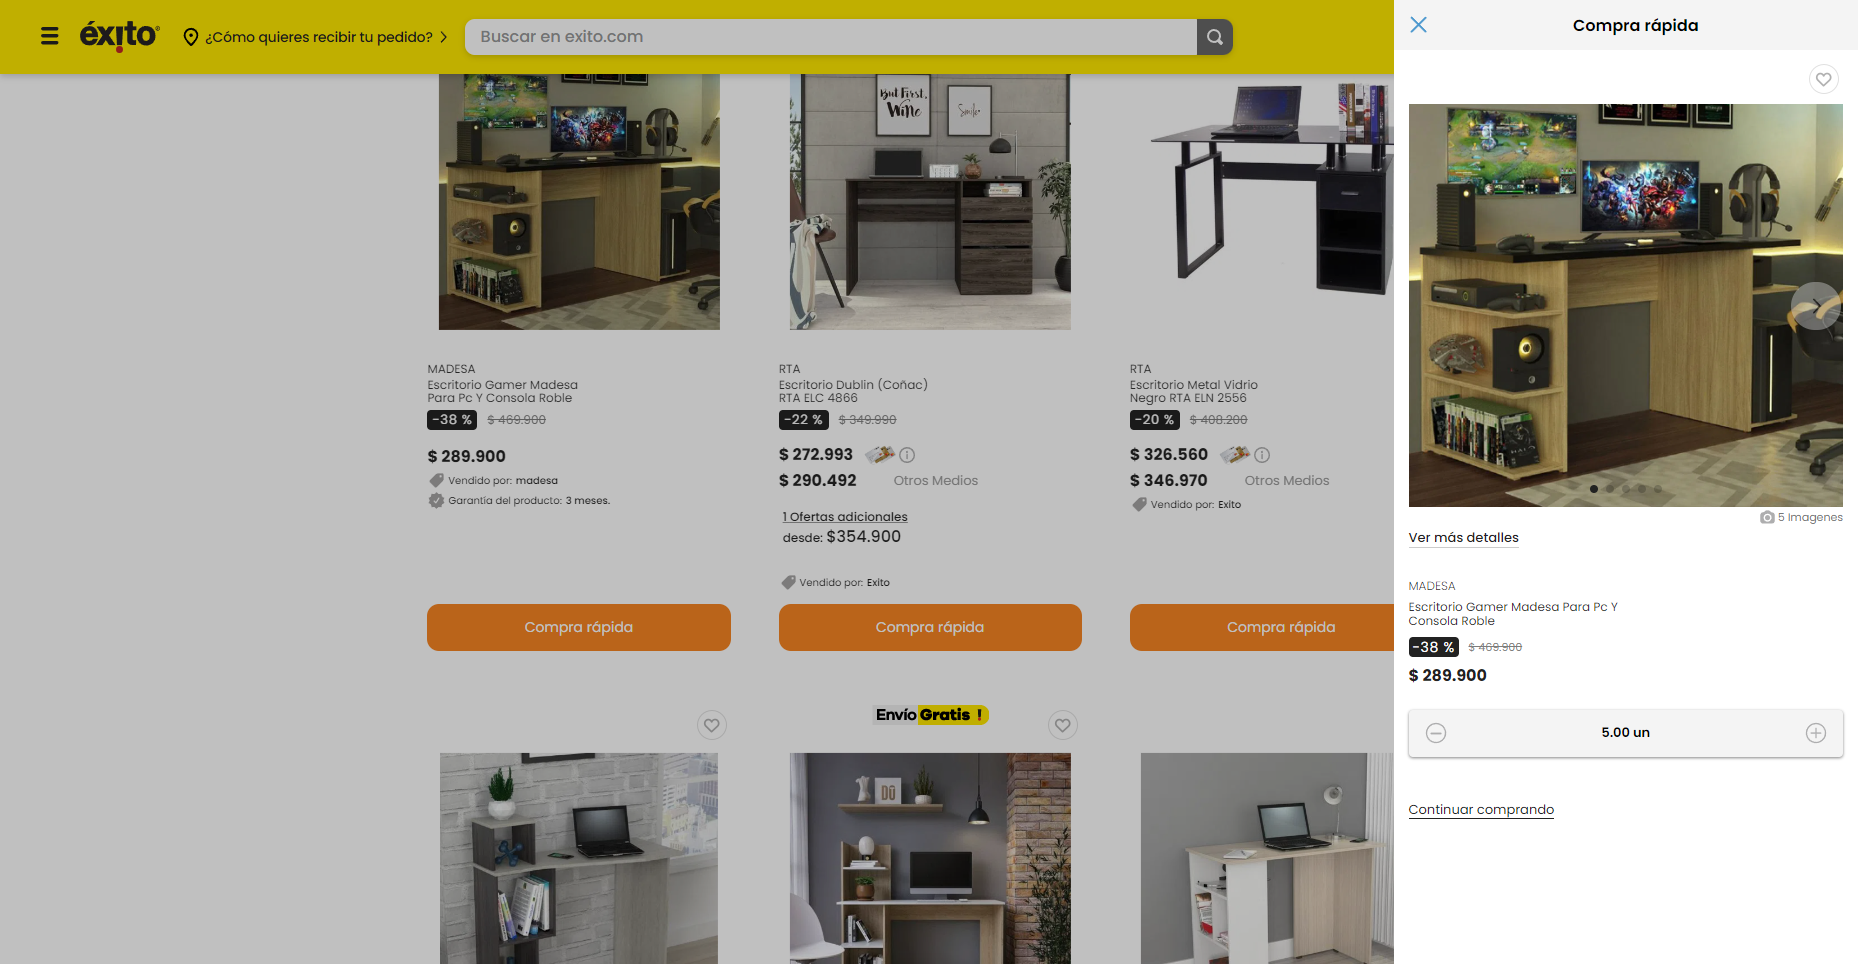 éxito
¿Cómo quieres recibir tu pedido?
Buscar en exito.com
Compra rápida
But First,
Wine
Smile
MADESA
Escritorio Gamer Madesa
Para Pc Y Consola Roble
-38 % $ 469.900
$ 289.900
Vendido por: madesa
Garantía del producto: 3 meses.
Compra rápida
RTA
Escritorio Dublin (Coñac)
RTA ELC 4866
-22 % $ 349.990
$ 272.993
$ 290.492 Otros Medios
1 Ofertas adicionales
desde: $354.900
Vendido por: Exito
Compra rápida
RTA
Escritorio Metal Vidrio
Negro RTA ELN 2556
-20 % $ 408.200
$ 326.560
$ 346.970 Otros Medios
Vendido por: Exito
Compra rápida
Envío Gratis !
5 Imagenes
Ver más detalles
MADESA
Escritorio Gamer Madesa Para Pc Y
Consola Roble
-38 % $ 469.900
$ 289.900
5.00 un
Continuar comprando